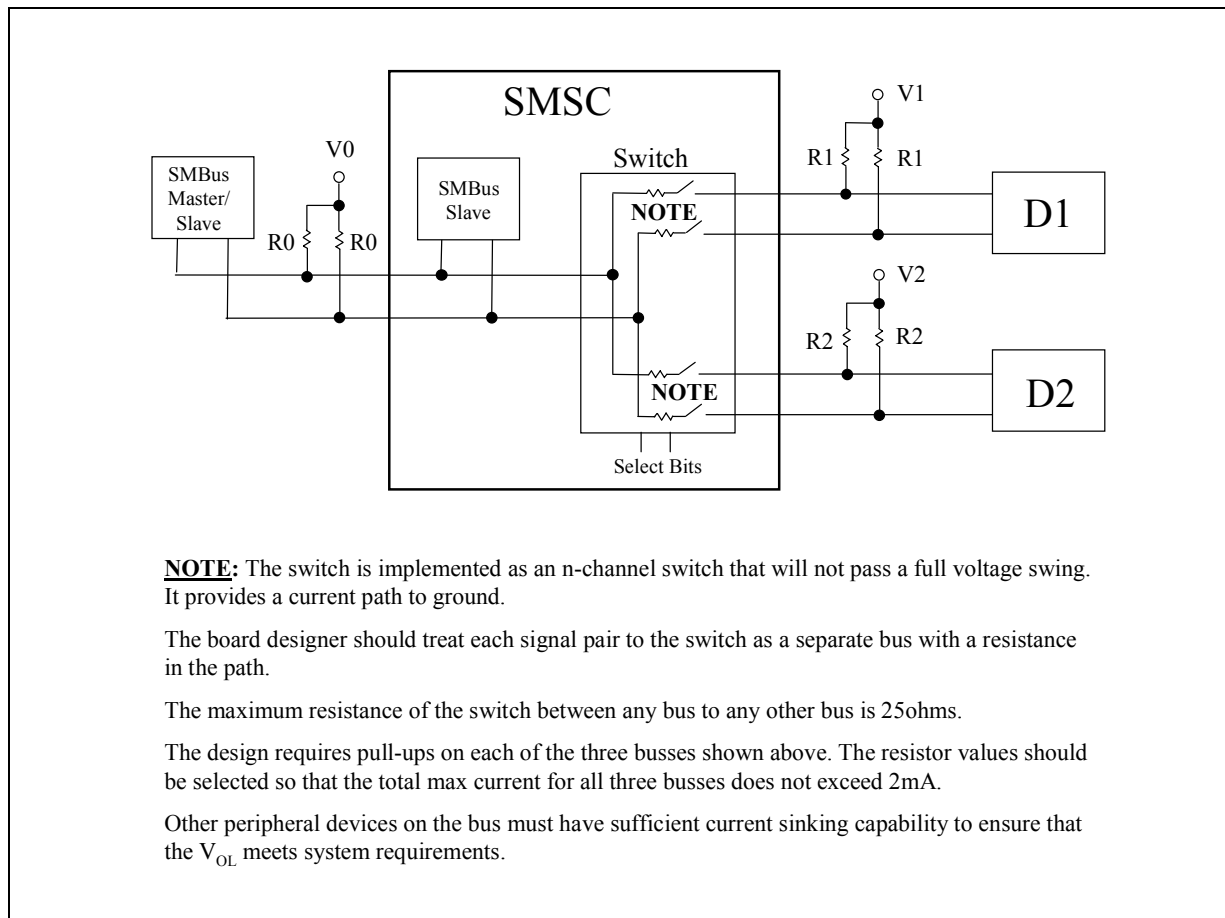 SMSC
V1
V0
Switch
R1
R1
SMBus
Master/
Slave
SMBus
Slave
NOTE
D1
R0
R0
V2
R2
R2
NOTE
D2
Select Bits
NOTE: The switch is implemented as an n-channel switch that will not pass a full voltage swing.
It provides a current path to ground.
The board designer should treat each signal pair to the switch as a separate bus with a resistance
in the path.
The maximum resistance of the switch between any bus to any other bus is 25ohms.
The design requires pull-ups on each of the three busses shown above. The resistor values should
be selected so that the total max current for all three busses does not exceed 2mA.
Other peripheral devices on the bus must have sufficient current sinking capability to ensure that
the VOL meets system requirements.